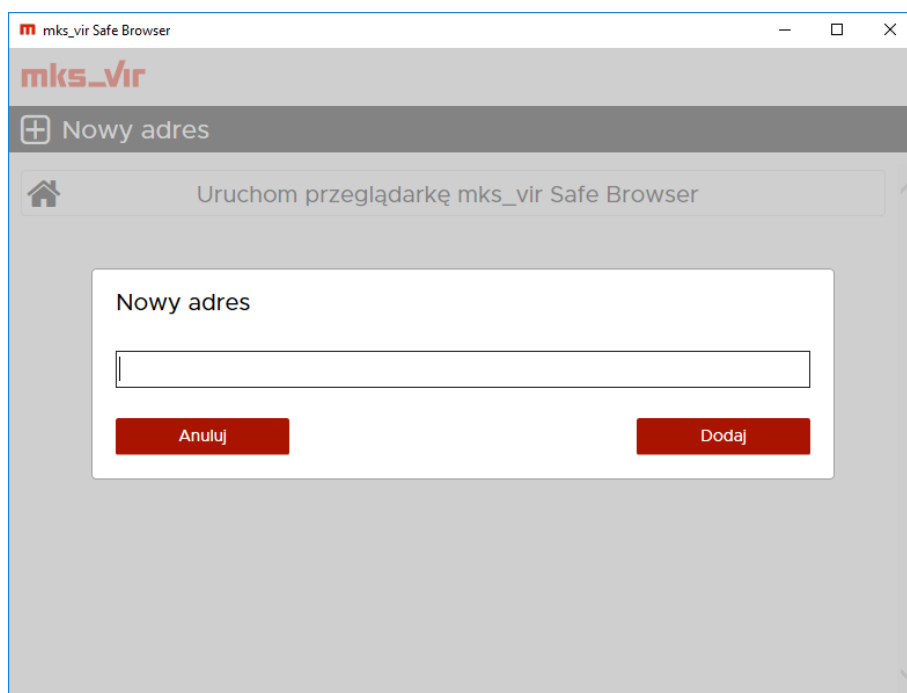 mks_vir Safe Browser
mks_vir
Nowy adres
Uruchom przeglądarkę mks_vir Safe Browser
Nowy adres
Anuluj
Dodaj